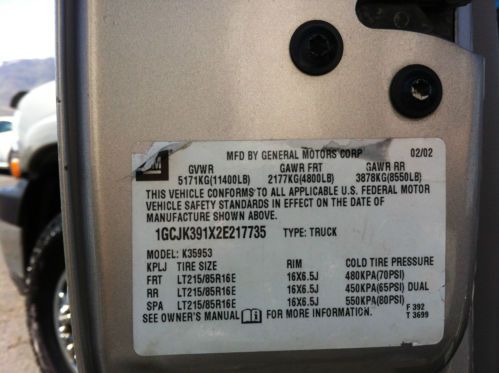 GM MFD BY GENERAL MOTORS CORP 02/02
GVWR GAWR FRT GAWR RR
5171KG(11400LB) 2177KG(4800LB) 3878KG(8550LB)
THIS VEHICLE CONFORMS TO ALL APPLICABLE U.S. FEDERAL MOTOR
VEHICLE SAFETY STANDARDS IN EFFECT ON THE DATE OF
MANUFACTURE SHOWN ABOVE.
1GCJK391X2E217735 TYPE: TRUCK
MODEL: K35953
KPLJ TIRE SIZE RIM COLD TIRE PRESSURE
FRT LT215/85R16E 16X6.5J 480KPA(70PSI)
RR LT215/85R16E 16X6.5J 450KPA(65PSI) DUAL
SPA LT215/85R16E 16X6.5J 550KPA(80PSI)
SEE OWNER'S MANUAL FOR MORE INFORMATION. F 392
T 3699